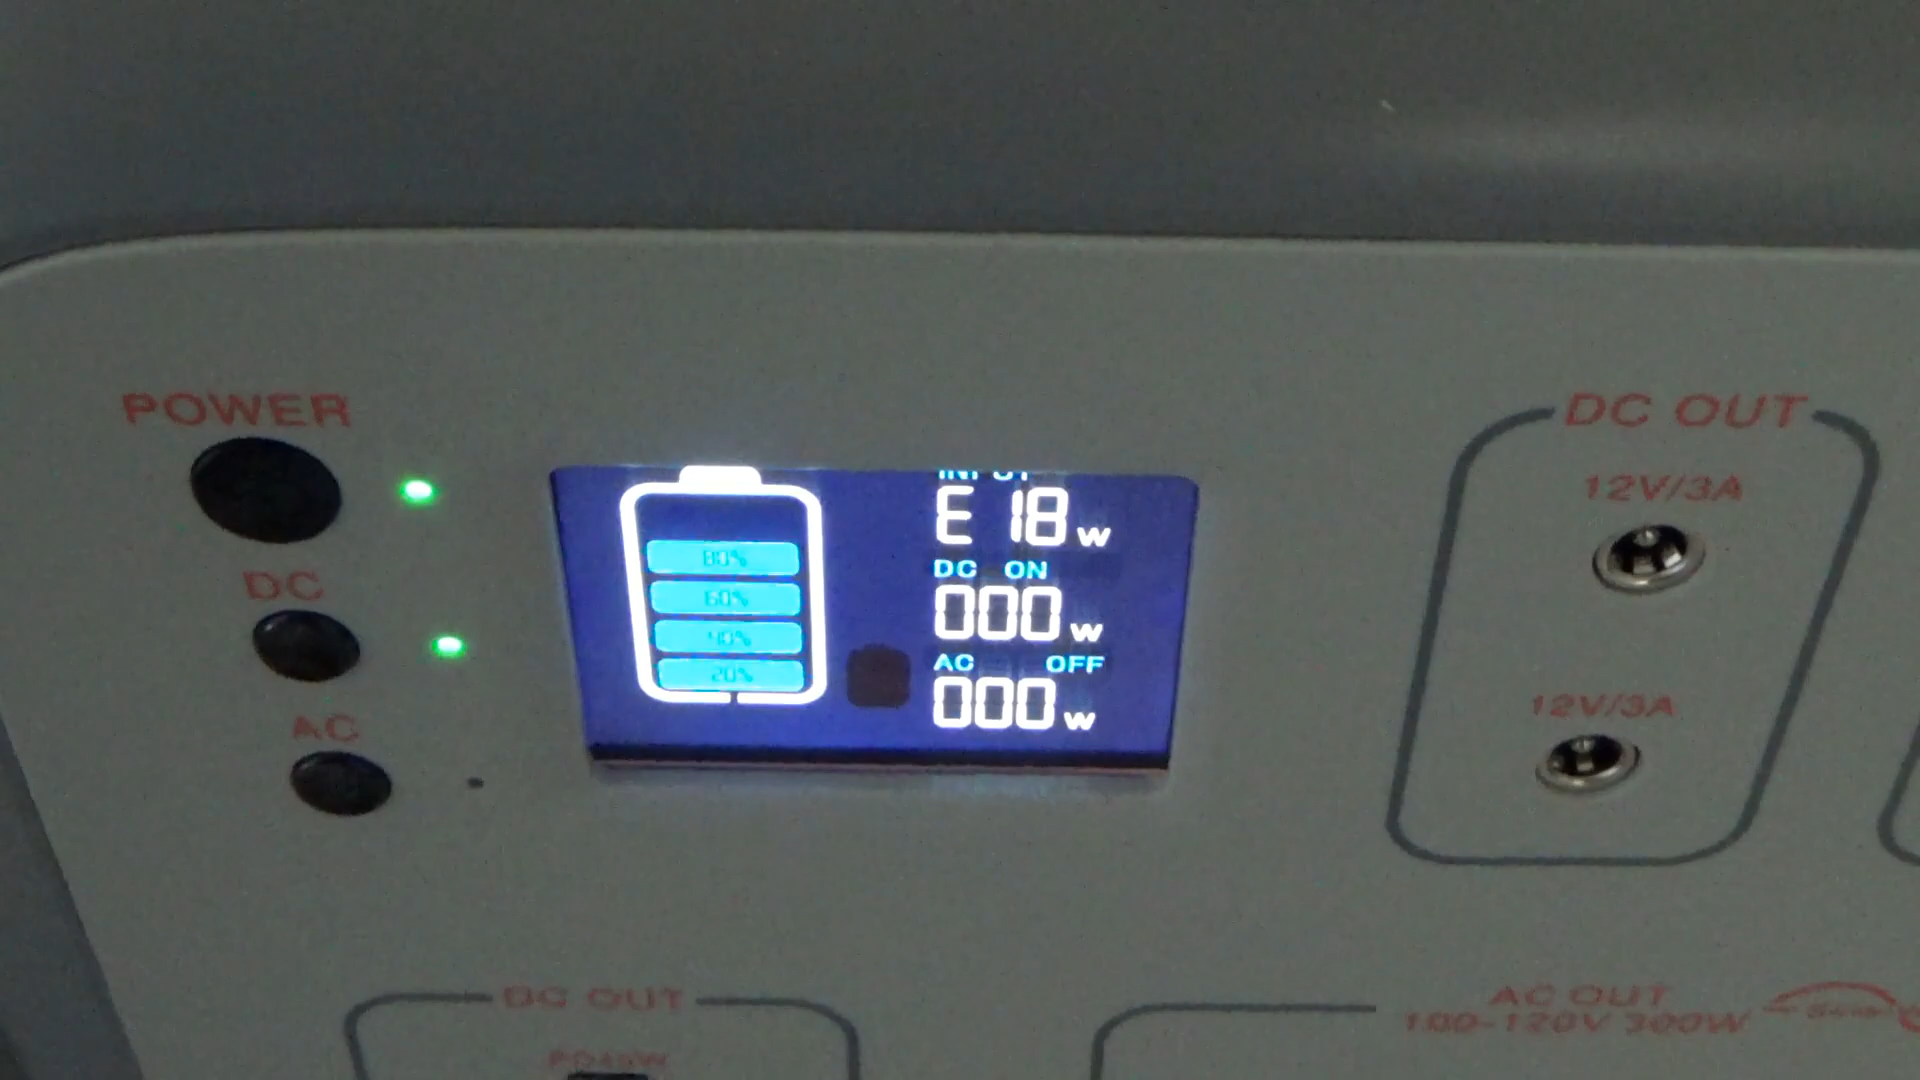 POWER
DC
AC
80%
60%
40%
20%
INPUT
E 18 W
DC ON
000 W
AC OFF
000 W
DC OUT
12V/3A
12V/3A
DC OUT
AC OUT
100-120V 300W